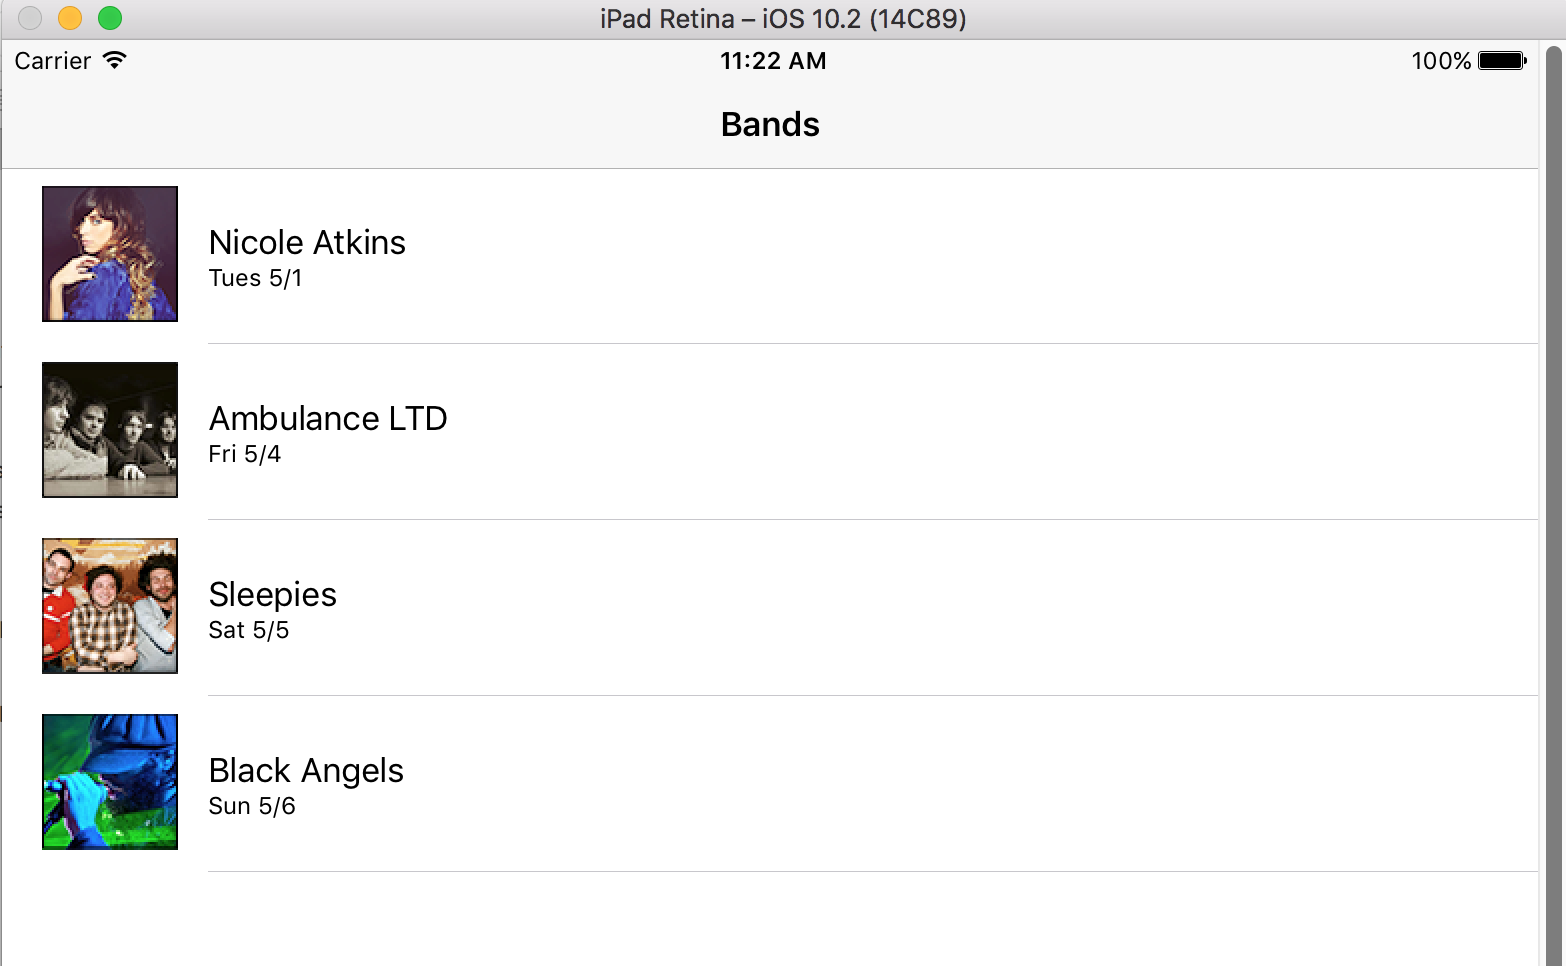 iPad Retina – iOS 10.2 (14C89)
Carrier 11:22 AM 100%
Bands
Nicole Atkins
Tues 5/1
Ambulance LTD
Fri 5/4
Sleepies
Sat 5/5
Black Angels
Sun 5/6